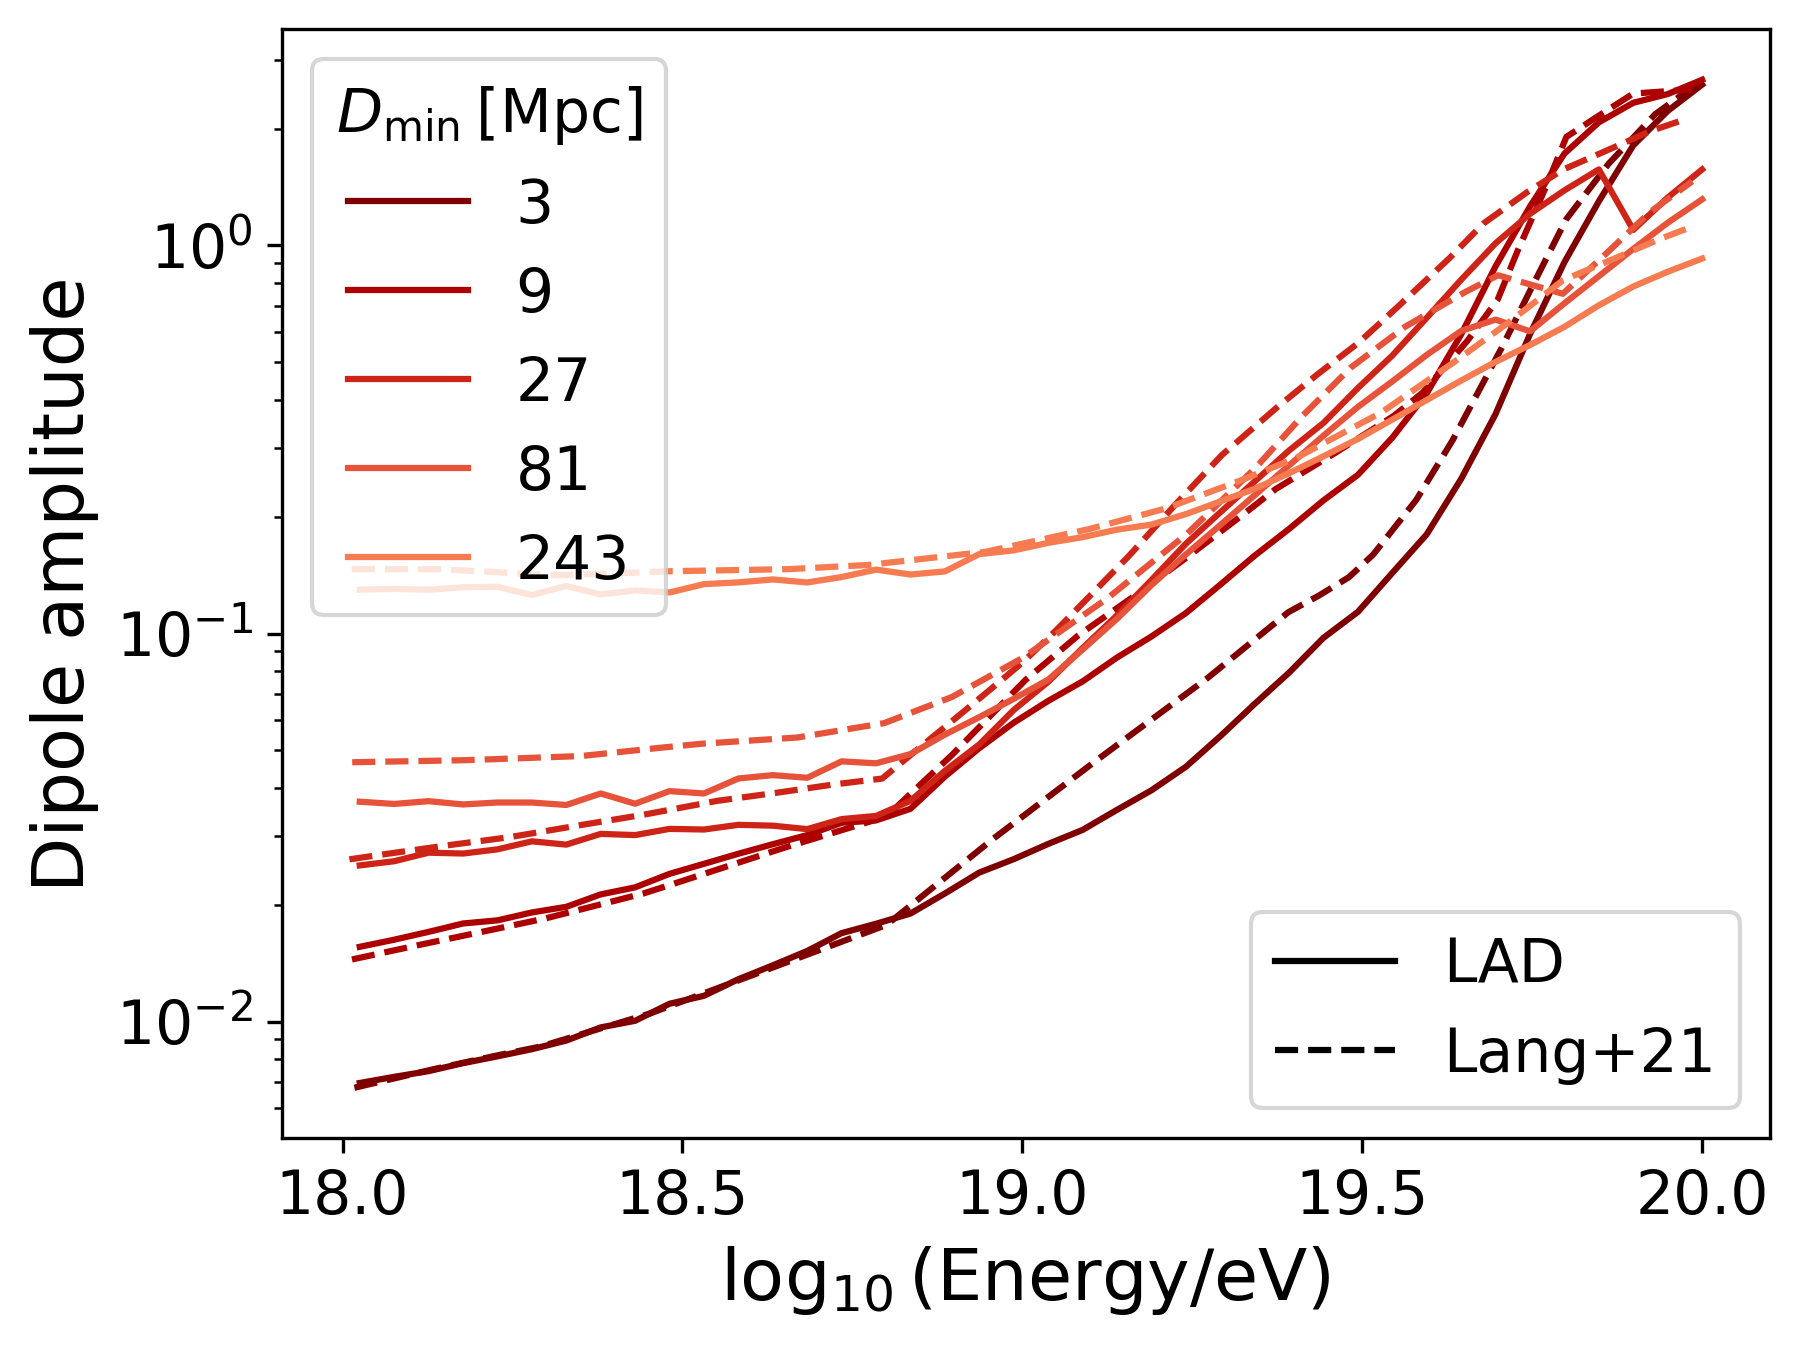 D_min [Mpc]
3
9
27
81
243
10^0
10^−1
10^−2
Dipole amplitude
LAD
Lang+21
18.0 18.5 19.0 19.5 20.0
log_10 (Energy/eV)